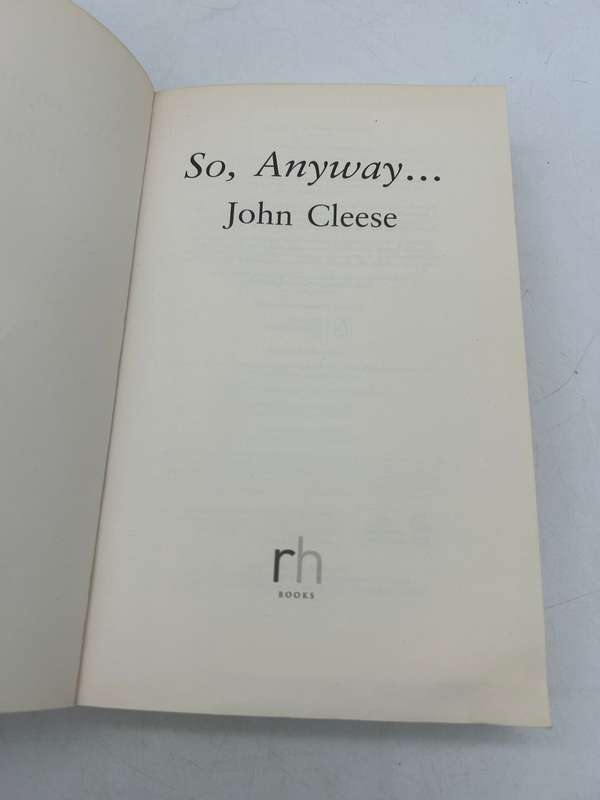 So, Anyway...
John Cleese
rh
BOOKS